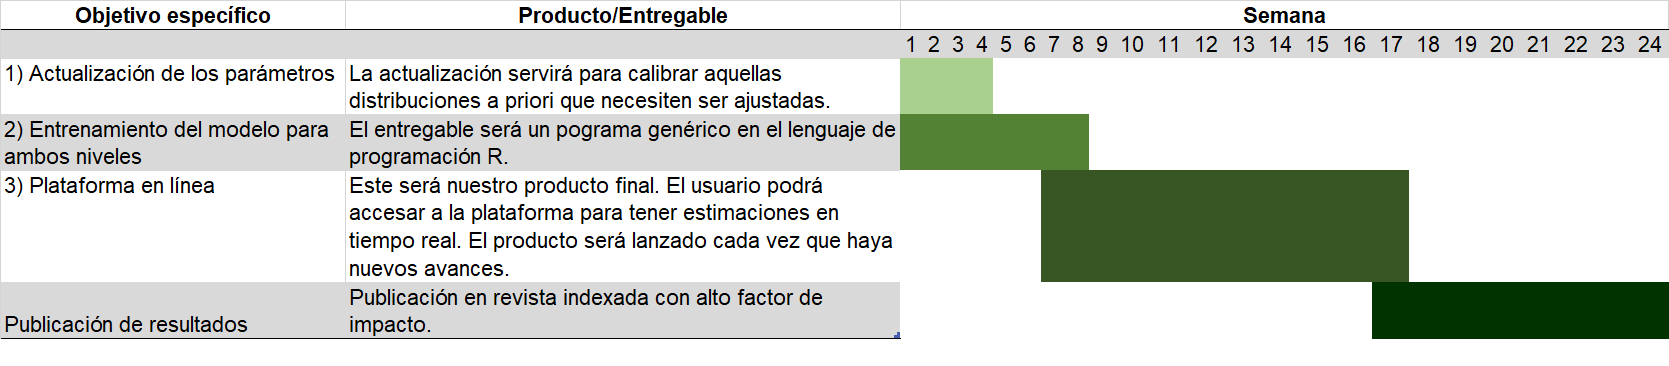 Objetivo específico Producto/Entregable Semana
1 2 3 4 5 6 7 8 9 10 11 12 13 14 15 16 17 18 19 20 21 22 23 24
1) Actualización de los parámetros
La actualización servirá para calibrar aquellas
distribuciones a priori que necesiten ser ajustadas.
2) Entrenamiento del modelo para
ambos niveles
El entregable será un pograma genérico en el lenguaje de
programación R.
3) Plataforma en línea
Este será nuestro producto final. El usuario podrá
accesar a la plataforma para tener estimaciones en
tiempo real. El producto será lanzado cada vez que haya
nuevos avances.
Publicación de resultados
Publicación en revista indexada con alto factor de
impacto.